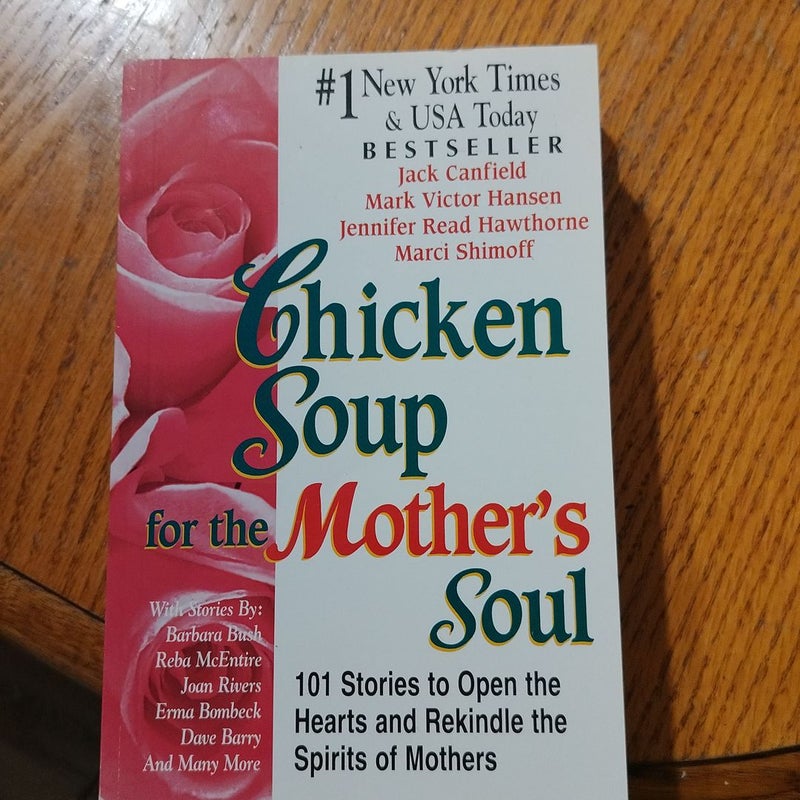 #1 New York Times
& USA Today
BESTSELLER
Jack Canfield
Mark Victor Hansen
Jennifer Read Hawthorne
Marci Shimoff
Chicken
Soup
for the Mother's
Soul
With Stories By:
Barbara Bush
Reba McEntire
Joan Rivers
Erma Bombeck
Dave Barry
And Many More
101 Stories to Open the
Hearts and Rekindle the
Spirits of Mothers